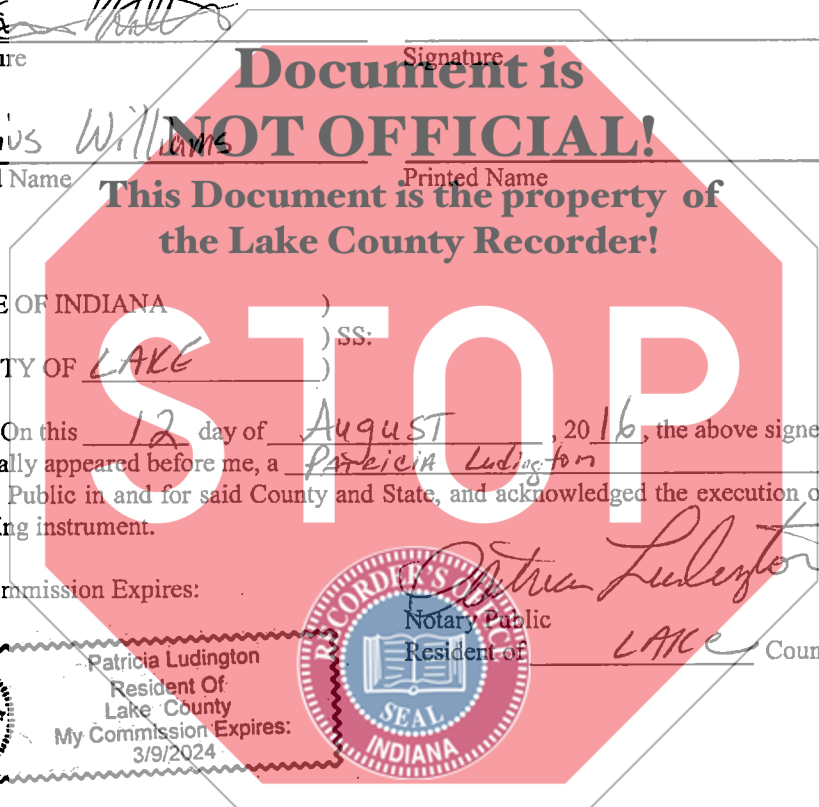 Document is
ure Signature
ius Williams NOT OFFICIAL!
d Name Printed Name
This Document is the property of
the Lake County Recorder!
E OF INDIANA )
) SS:
TY OF LAKE )
STOP
On this 12 day of August, 2016, the above signe
ally appeared before me, a Patricia Ludington
Public in and for said County and State, and acknowledged the execution o
ng instrument.
mmission Expires:
Patricia Ludington
Notary Public
Resident of LAKE Coun
Patricia Ludington
Resident Of
Lake County
My Commission Expires:
3/9/2024
RECORDER'S OFFICE
SEAL
INDIANA